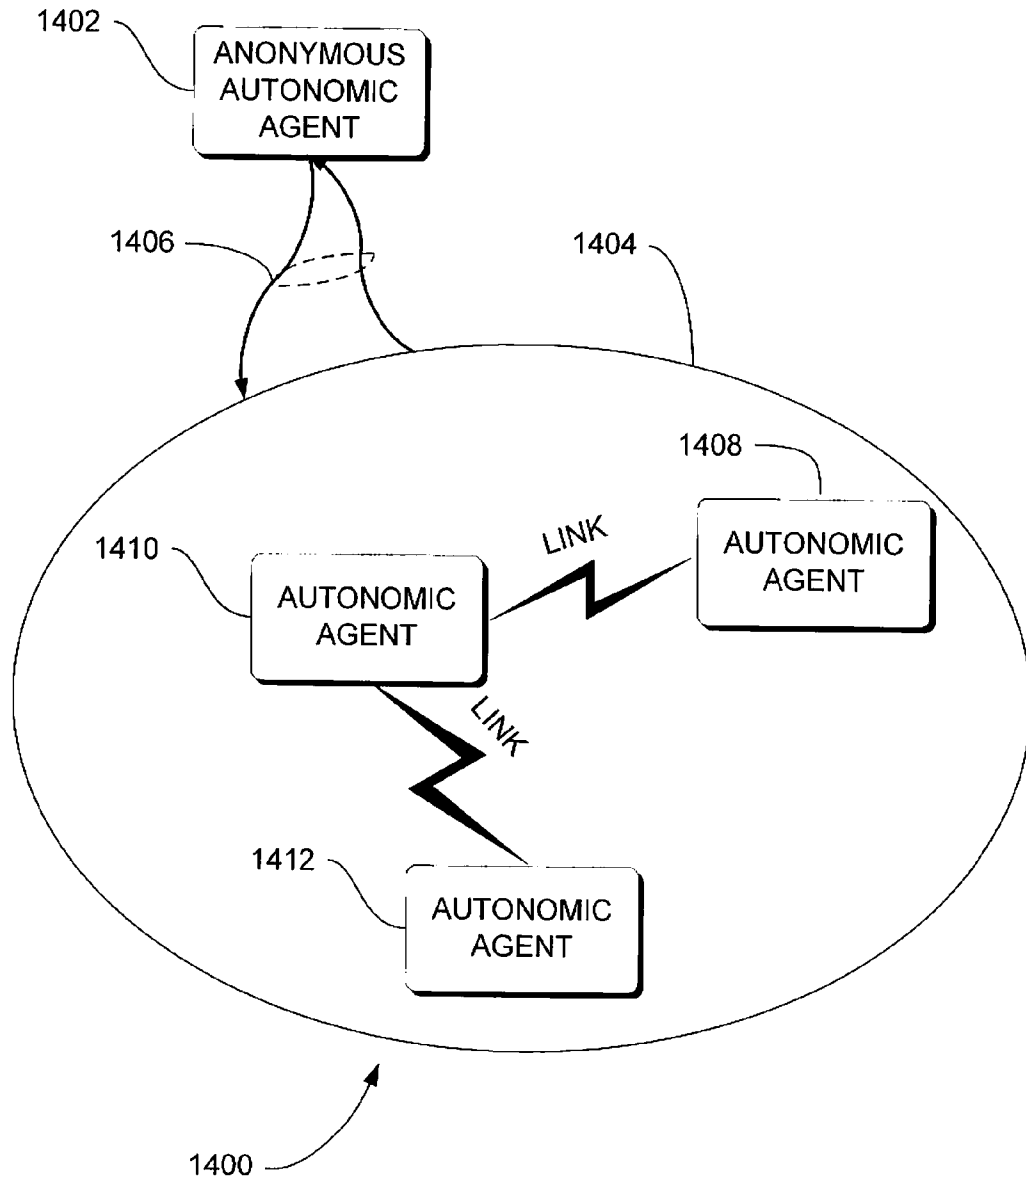 1402
ANONYMOUS
AUTONOMIC
AGENT
1406
1404
1408
AUTONOMIC
AGENT
LINK
1410
AUTONOMIC
AGENT
LINK
1412
AUTONOMIC
AGENT
1400